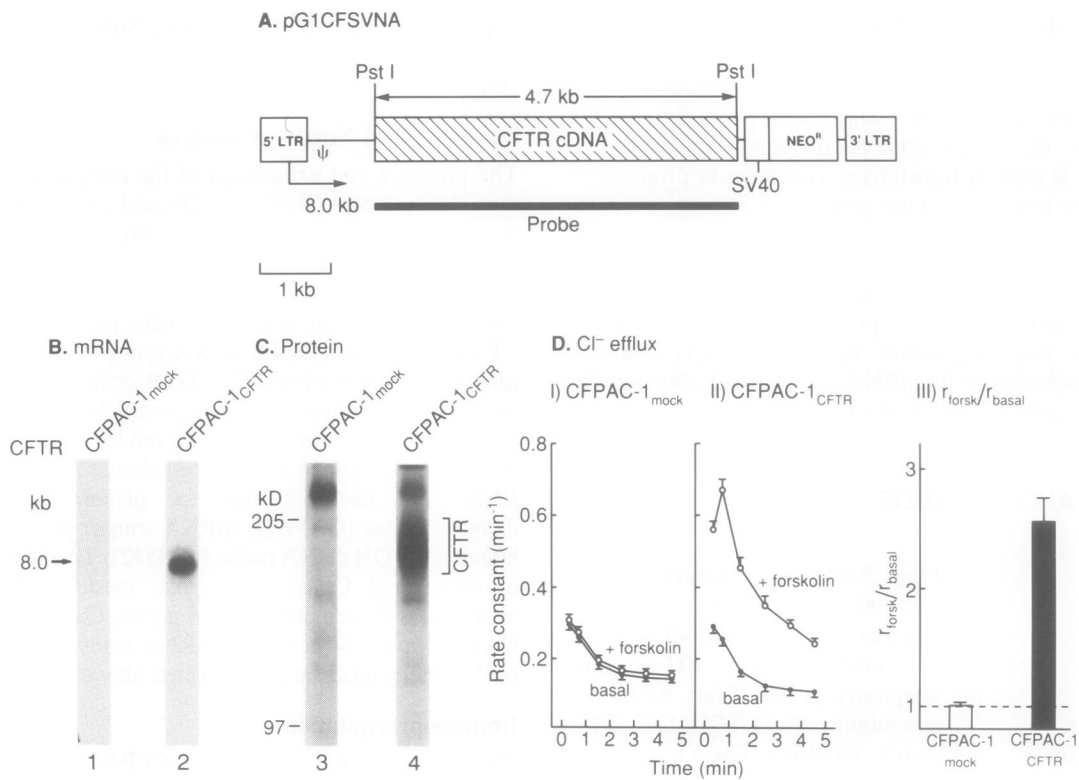 A. pG1CFSVNA
Pst I
Pst I
4.7 kb
5' LTR
ψ
CFTR cDNA
NEOᴿ
3' LTR
SV40
8.0 kb
Probe
1 kb
B. mRNA
CFPAC-1mock
CFPAC-1CFTR
CFTR
kb
8.0
1
2
C. Protein
CFPAC-1mock
CFPAC-1CFTR
kD
205
CFTR
97
3
4
D. Cl⁻ efflux
I) CFPAC-1mock
II) CFPAC-1CFTR
III) rforsk/rbasal
Rate constant (min⁻¹)
0.8
0.6
0.4
0.2
+ forskolin
basal
0 1 2 3 4 5
+ forskolin
basal
0 1 2 3 4 5
Time (min)
rforsk/rbasal
3
2
1
CFPAC-1
mock
CFPAC-1
CFTR